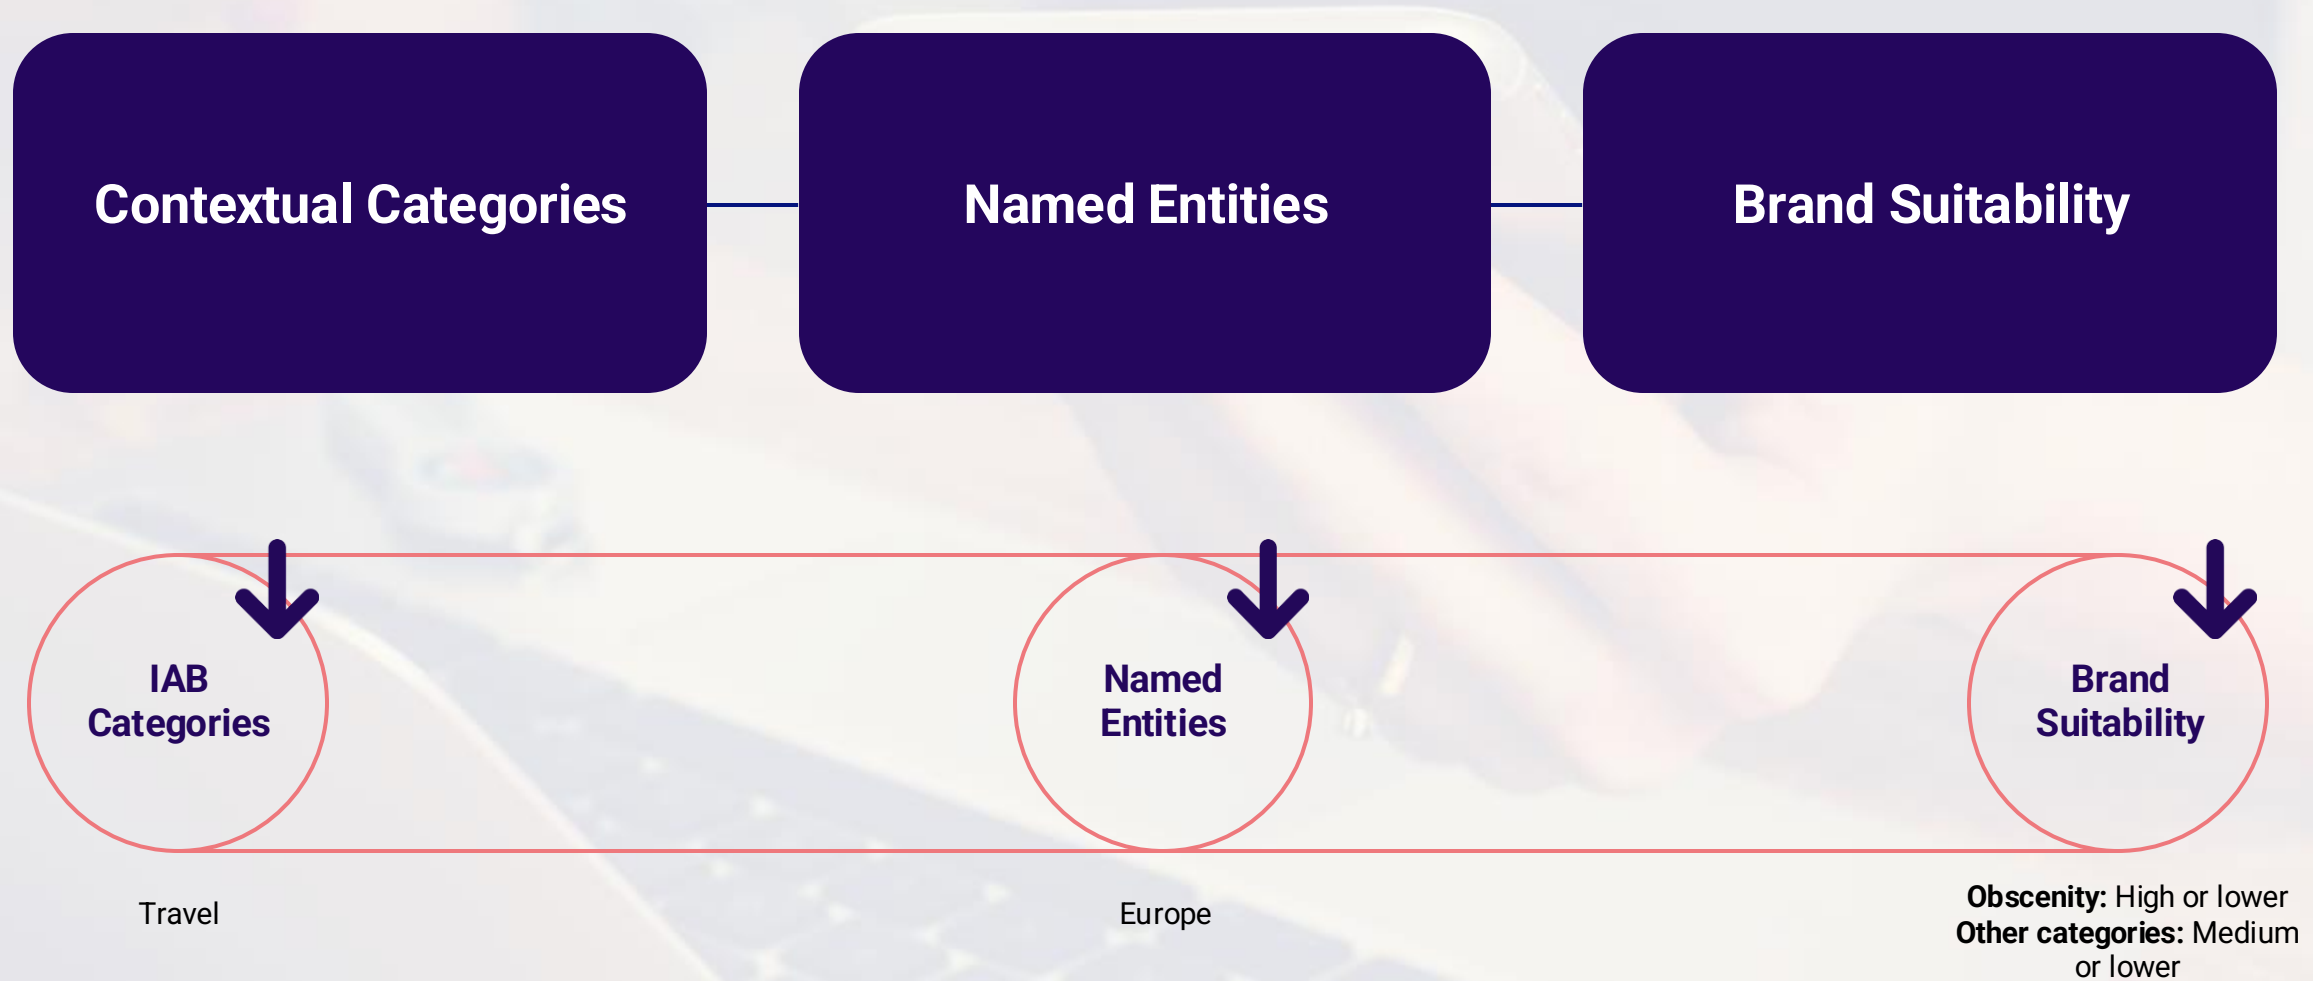 Contextual Categories
Named Entities
Brand Suitability
IAB
Categories
Named
Entities
Brand
Suitability
Travel
Europe
Obscenity: High or lower
Other categories: Medium
or lower